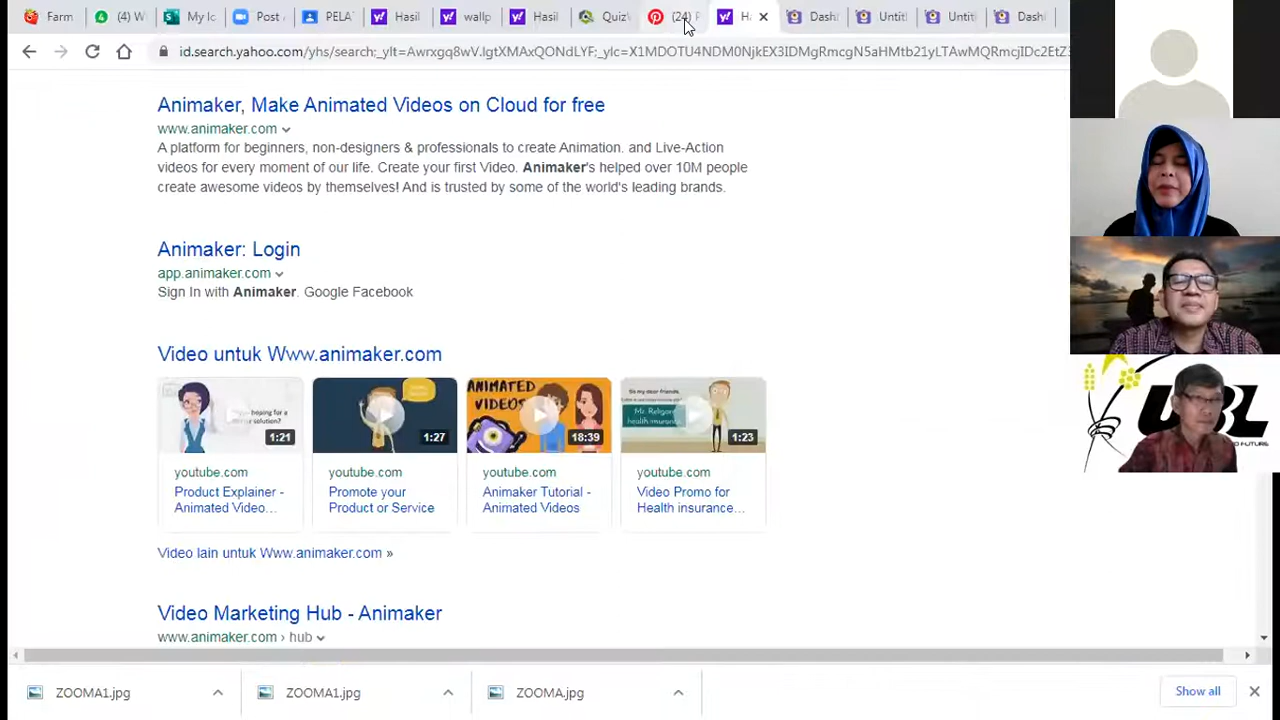 Farm
(4) W
My Ic
Post
PELA
Hasil
wallp
Hasil
Quiz
(24) P
H
Dash
Untitl
Untitl
Dash
id.search.yahoo.com/yhs/search:_ylt=
Animaker, Make Animated Videos on Cloud for free
www.animaker.com
A platform for beginners, non-designers & professionals to create Animation. and Live-Action
videos for every moment of our life. Create your first Video. Animaker's helped over 10M people
create awesome videos by themselves! And is trusted by some of the world's leading brands.
Animaker: Login
app.animaker.com
Sign In with Animaker. Google Facebook
Video untuk Www.animaker.com
1:21
1:27
ANIMATED
VIDEOS
18:39
1:23
youtube.com
Product Explainer -
Animated Video...
youtube.com
Promote your
Product or Service
youtube.com
Animaker Tutorial -
Animated Videos
youtube.com
Video Promo for
Health insurance...
Video lain untuk Www.animaker.com »
Video Marketing Hub - Animaker
www.animaker.com › hub
ZOOMA1.jpg
ZOOMA1.jpg
ZOOMA.jpg
Show all